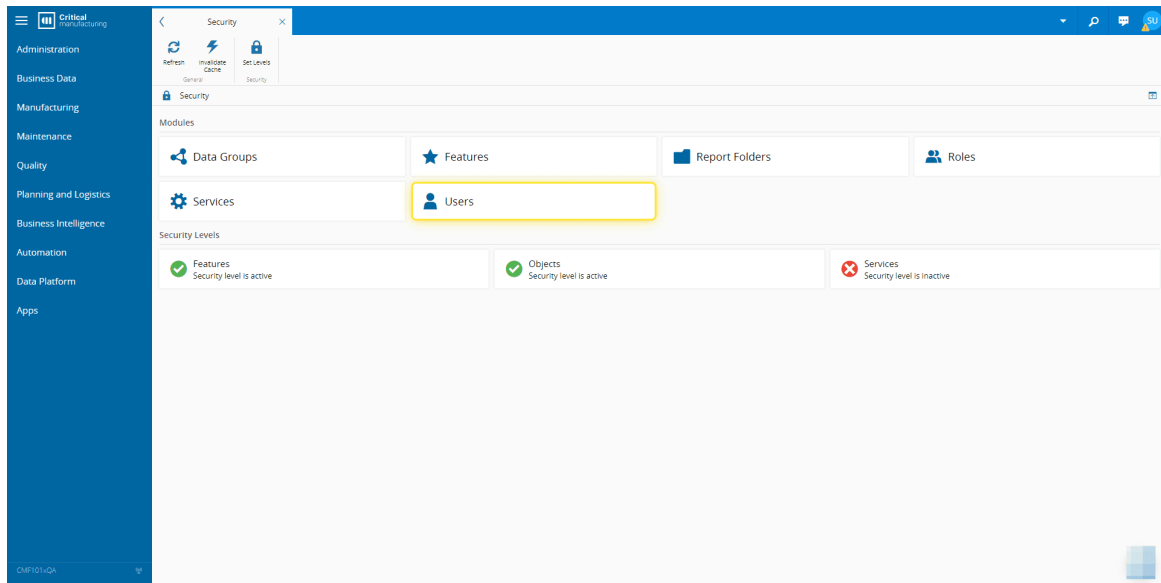 Critical
manufacturing
Security
SU
Administration
Business Data
Manufacturing
Maintenance
Quality
Planning and Logistics
Business Intelligence
Automation
Data Platform
Apps
CMF101xQA
Refresh
Invalidate
Cache
Set Levels
General
Security
Security
Modules
Data Groups
Features
Report Folders
Roles
Services
Users
Security Levels
Features
Security level is active
Objects
Security level is active
Services
Security level is inactive